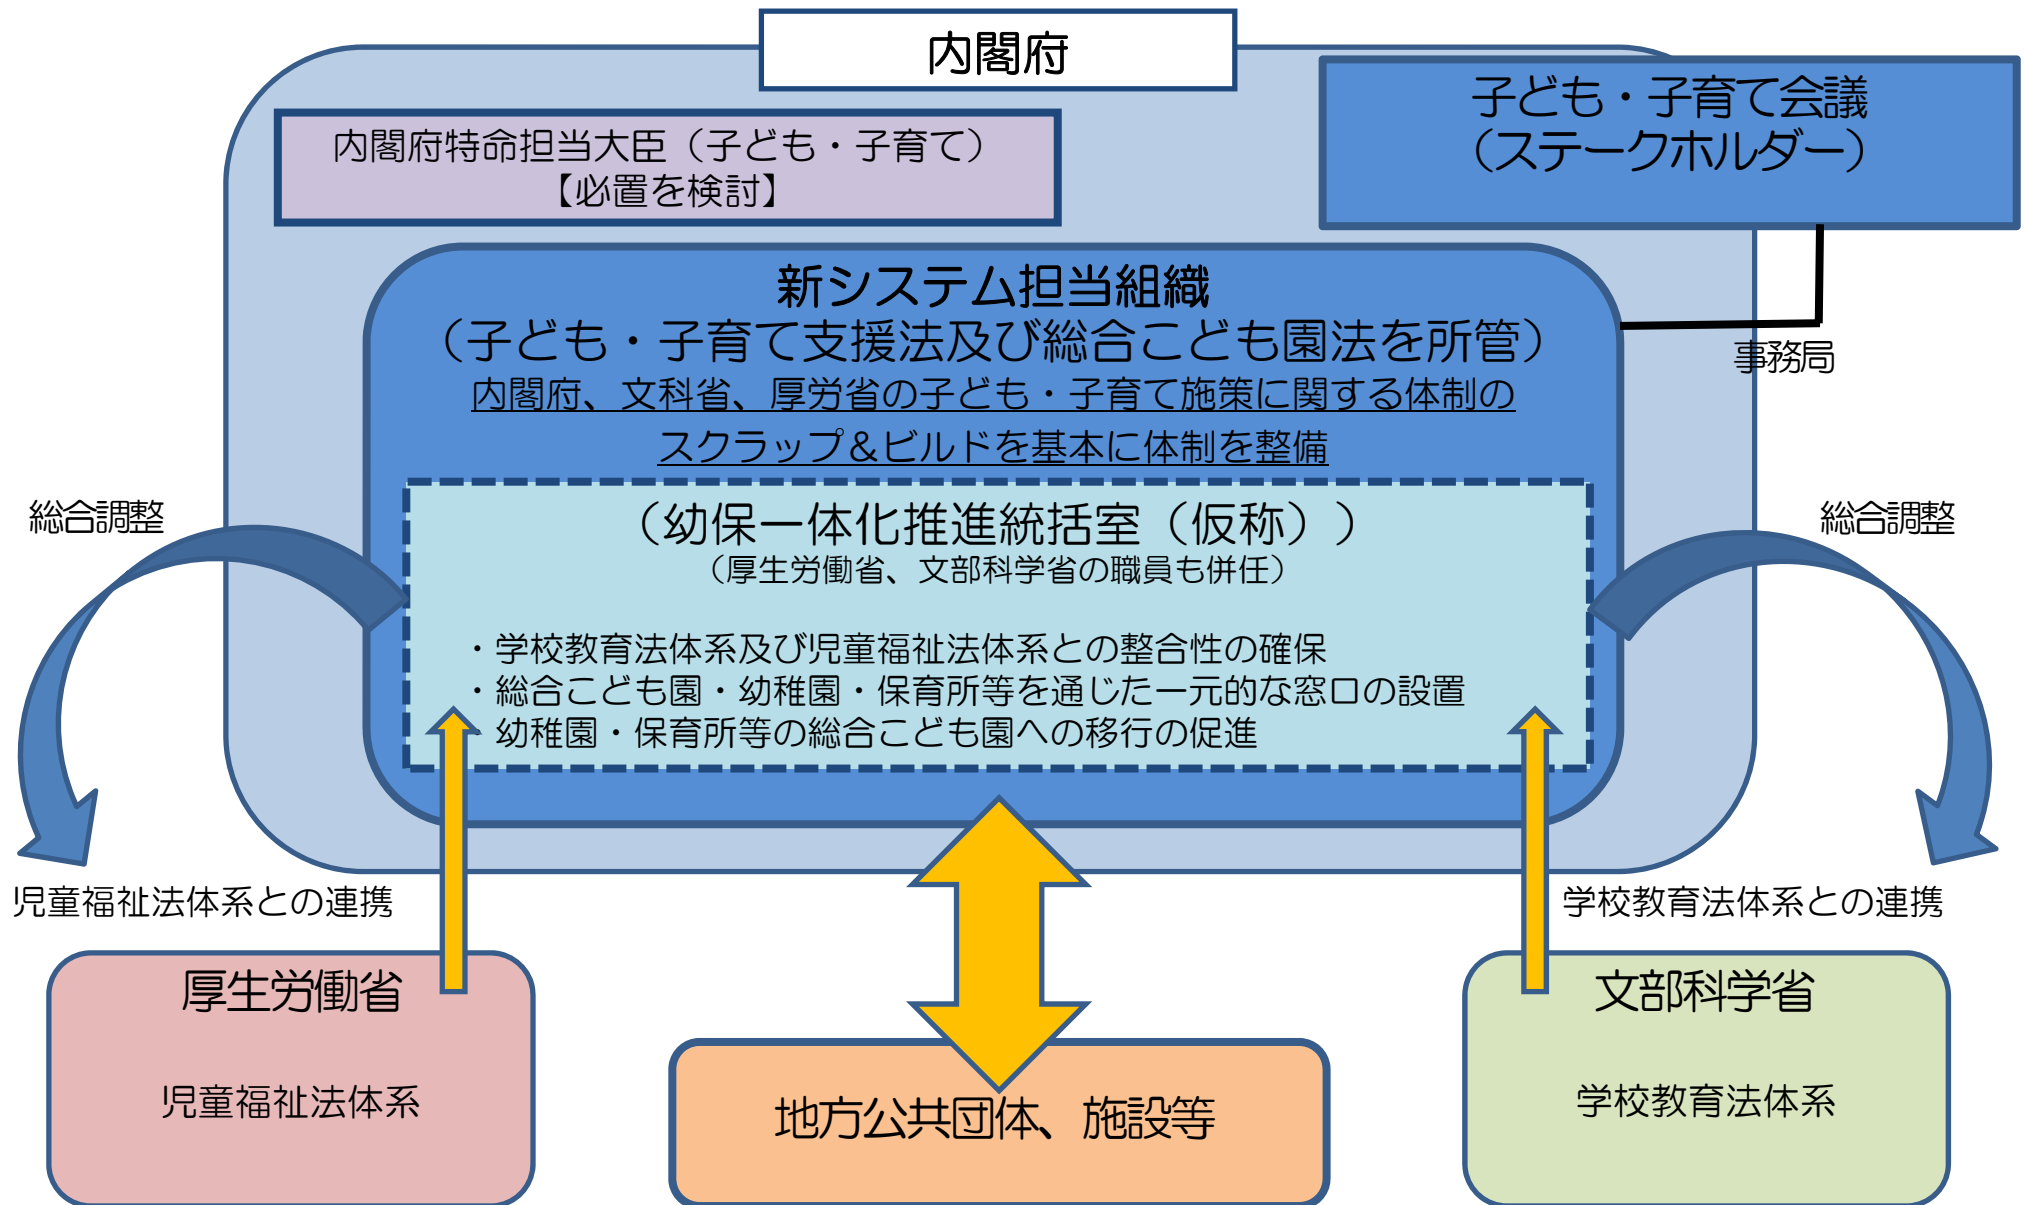 内閣府
子ども・子育て会議
（ステークホルダー）
内閣府特命担当大臣（子ども・子育て）
【必置を検討】
新システム担当組織
（子ども・子育て支援法及び総合こども園法を所管）
事務局
内閣府、文科省、厚労省の子ども・子育て施策に関する体制の
スクラップ＆ビルドを基本に体制を整備
総合調整
総合調整
（幼保一体化推進統括室（仮称））
（厚生労働省、文部科学省の職員も併任）
・学校教育法体系及び児童福祉法体系との整合性の確保
・総合こども園・幼稚園・保育所等を通じた一元的な窓口の設置
・幼稚園・保育所等の総合こども園への移行の促進
児童福祉法体系との連携
学校教育法体系との連携
厚生労働省
児童福祉法体系
地方公共団体、施設等
文部科学省
学校教育法体系